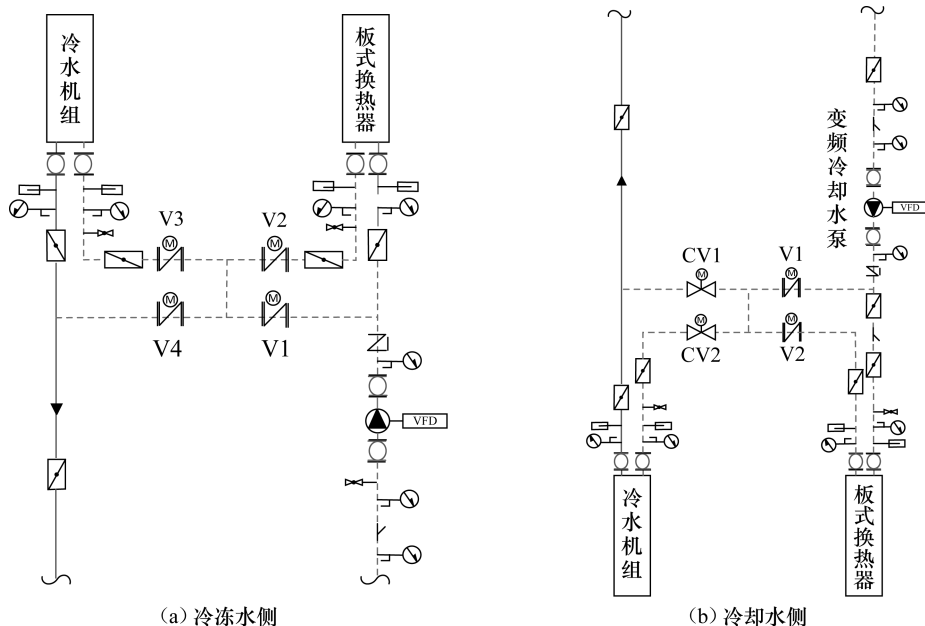 冷水机组
板式换热器
V3
M
V2
M
M
V4
M
V1
VFD
(a) 冷冻水侧
变频冷却水泵
VFD
CV1
M
V1
M
M
CV2
M
V2
冷水机组
板式换热器
(b) 冷却水侧